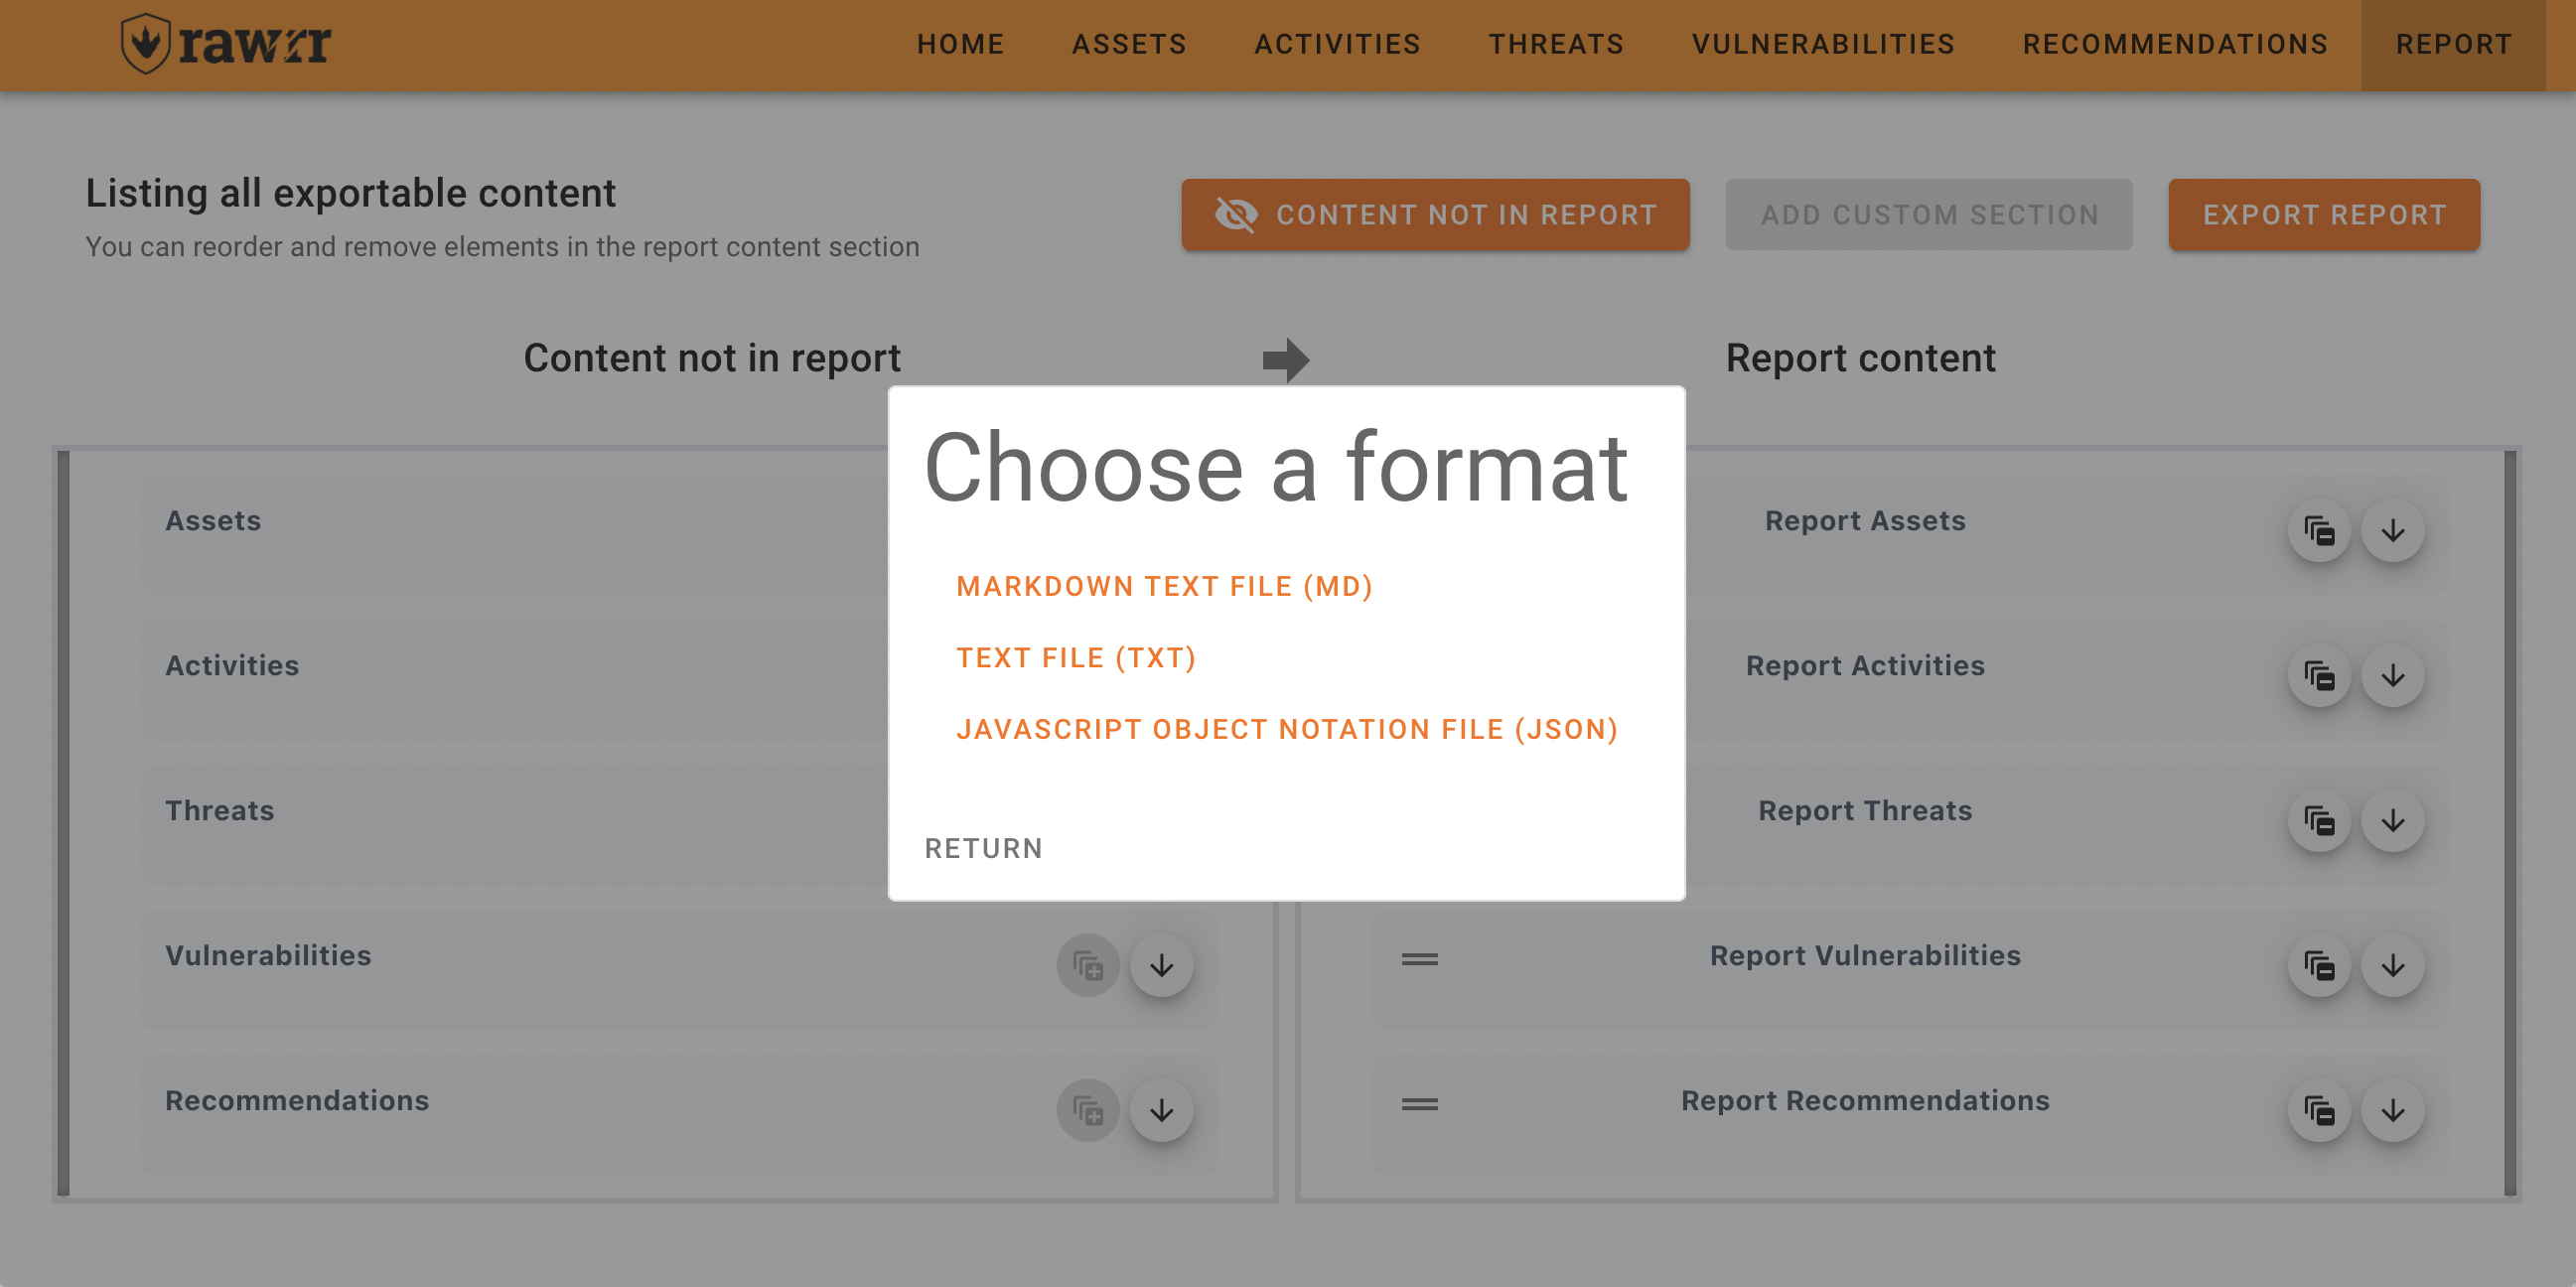 rawrr
HOME ASSETS ACTIVITIES THREATS VULNERABILITIES RECOMMENDATIONS REPORT
Listing all exportable content
You can reorder and remove elements in the report content section
CONTENT NOT IN REPORT
ADD CUSTOM SECTION
EXPORT REPORT
Content not in report
Report content
Choose a format
MARKDOWN TEXT FILE (MD)
TEXT FILE (TXT)
JAVASCRIPT OBJECT NOTATION FILE (JSON)
RETURN
Assets
Activities
Threats
Vulnerabilities
Recommendations
Report Assets
Report Activities
Report Threats
Report Vulnerabilities
Report Recommendations